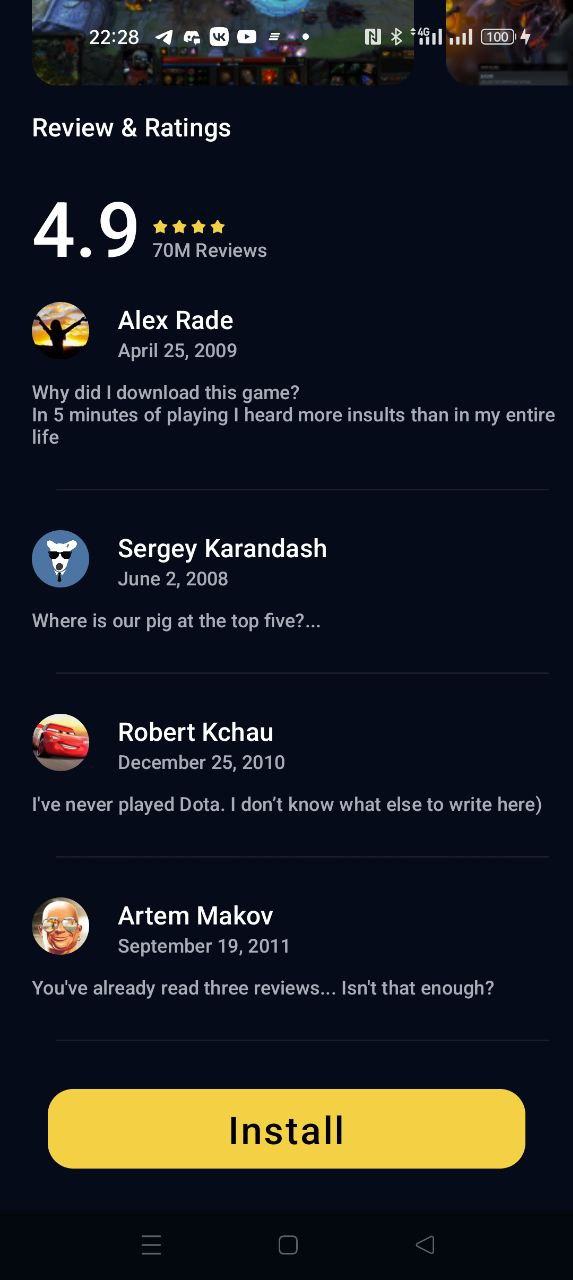 22:28
4G
100
Review & Ratings
4.9
70M Reviews
Alex Rade
April 25, 2009
Why did I download this game?
In 5 minutes of playing I heard more insults than in my entire
life
Sergey Karandash
June 2, 2008
Where is our pig at the top five?...
Robert Kchau
December 25, 2010
I've never played Dota. I don’t know what else to write here)
Artem Makov
September 19, 2011
You've already read three reviews... Isn't that enough?
Install